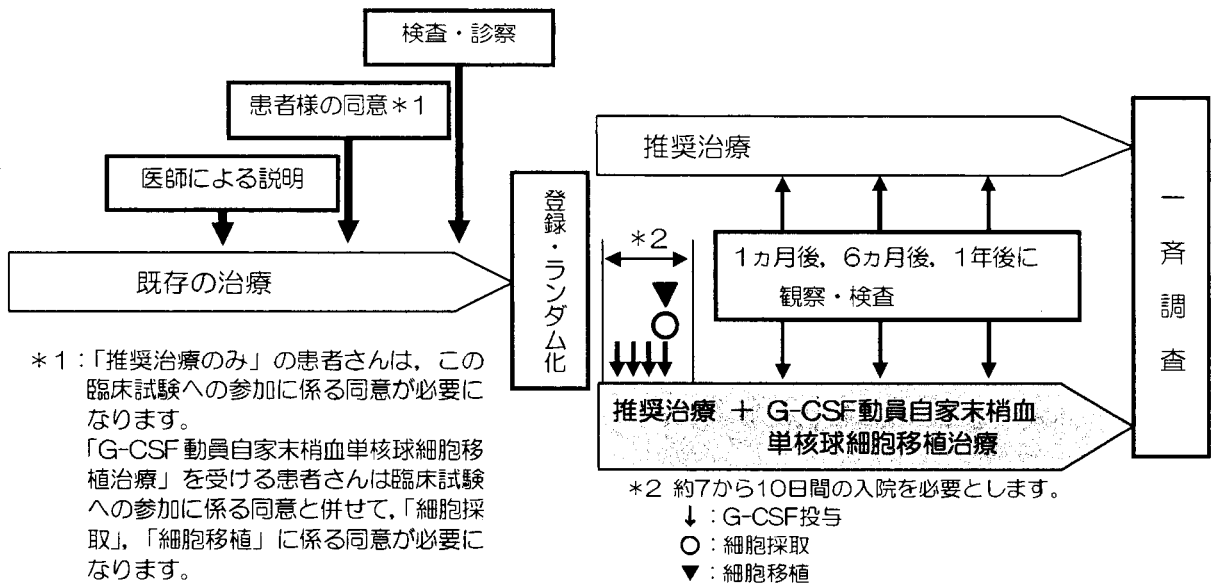 検査・診察
患者様の同意＊1
医師による説明
既存の治療
登録・ランダム化
推奨治療
＊2
1ヵ月後，6ヵ月後，1年後に
観察・検査
推奨治療 ＋ G-CSF動員自家末梢血
単核球細胞移植治療
一斉調査
＊1：「推奨治療のみ」の患者さんは，この
臨床試験への参加に係る同意が必要に
なります。
「G-CSF動員自家末梢血単核球細胞移
植治療」を受ける患者さんは臨床試験
への参加に係る同意と併せて，「細胞採
取」，「細胞移植」に係る同意が必要に
なります。
＊2 約7から10日間の入院を必要とします。
↓：G-CSF投与
○：細胞採取
▼：細胞移植